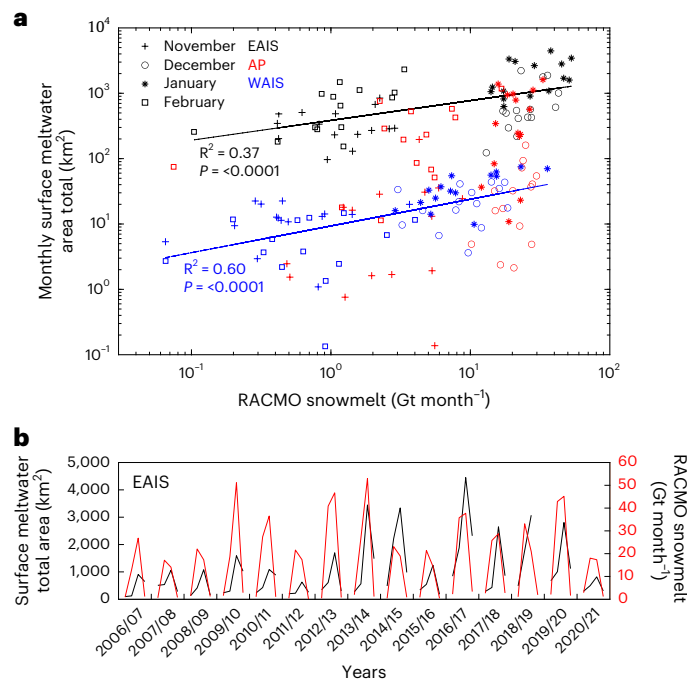 a
10⁴
10³
10²
10¹
10⁰
10⁻¹
Monthly surface meltwater
area total (km²)
November EAIS
December AP
January WAIS
February
R² = 0.37
P = <0.0001
R² = 0.60
P = <0.0001
10⁻¹ 10⁰ 10¹ 10²
RACMO snowmelt (Gt month⁻¹)
b
5,000
4,000
3,000
2,000
1,000
0
Surface meltwater
total area (km²)
EAIS
60
50
40
30
20
10
0
RACMO snowmelt
(Gt month⁻¹)
2006/07 2007/08 2008/09 2009/10 2010/11 2011/12 2012/13 2013/14 2014/15 2015/16 2016/17 2017/18 2018/19 2019/20 2020/21
Years